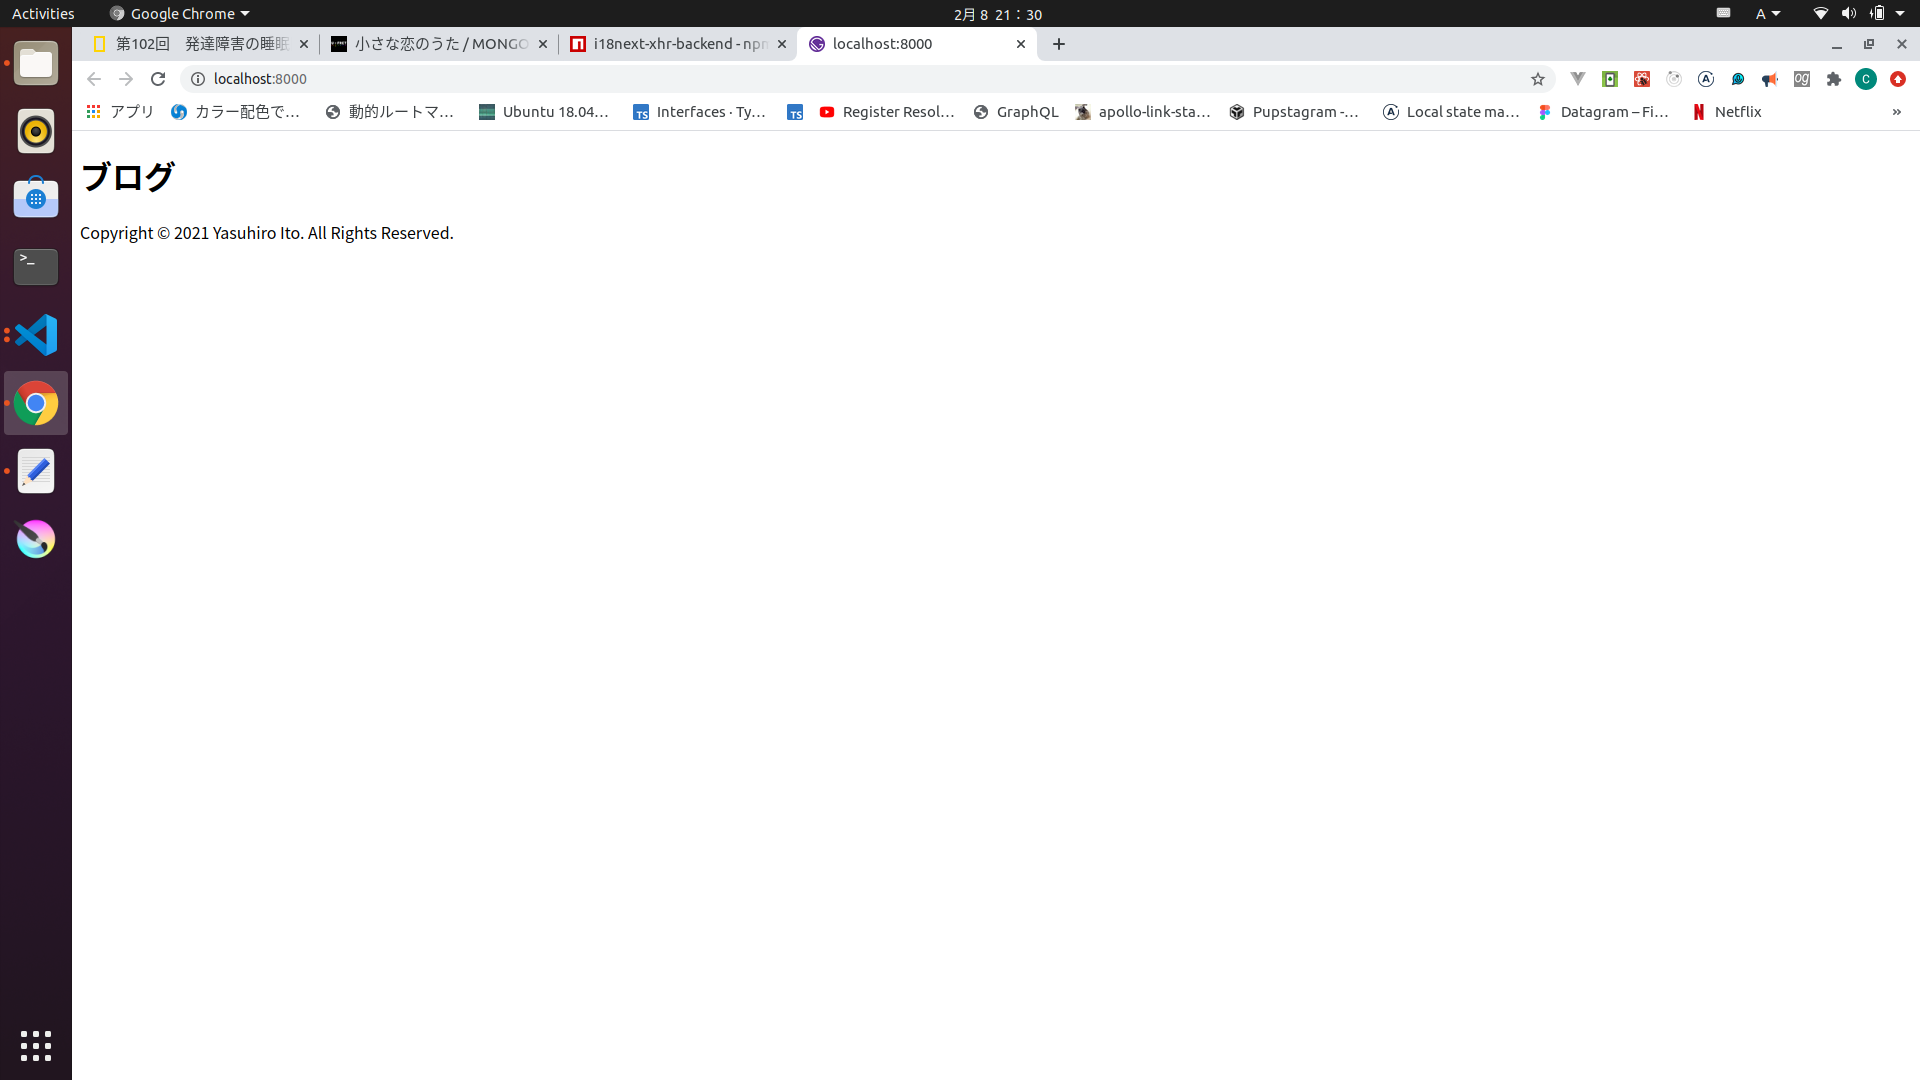 Activities
Google Chrome
2月 8 21：30
A
第102回 発達障害の睡眠
小さな恋のうた / MONGO
i18next-xhr-backend - npm
localhost:8000
localhost:8000
アプリ
カラー配色で…
動的ルートマ…
Ubuntu 18.04…
Interfaces · Ty…
Register Resol…
GraphQL
apollo-link-sta…
Pupstagram -…
Local state ma…
Datagram – Fi…
Netflix
»
ブログ
Copyright © 2021 Yasuhiro Ito. All Rights Reserved.